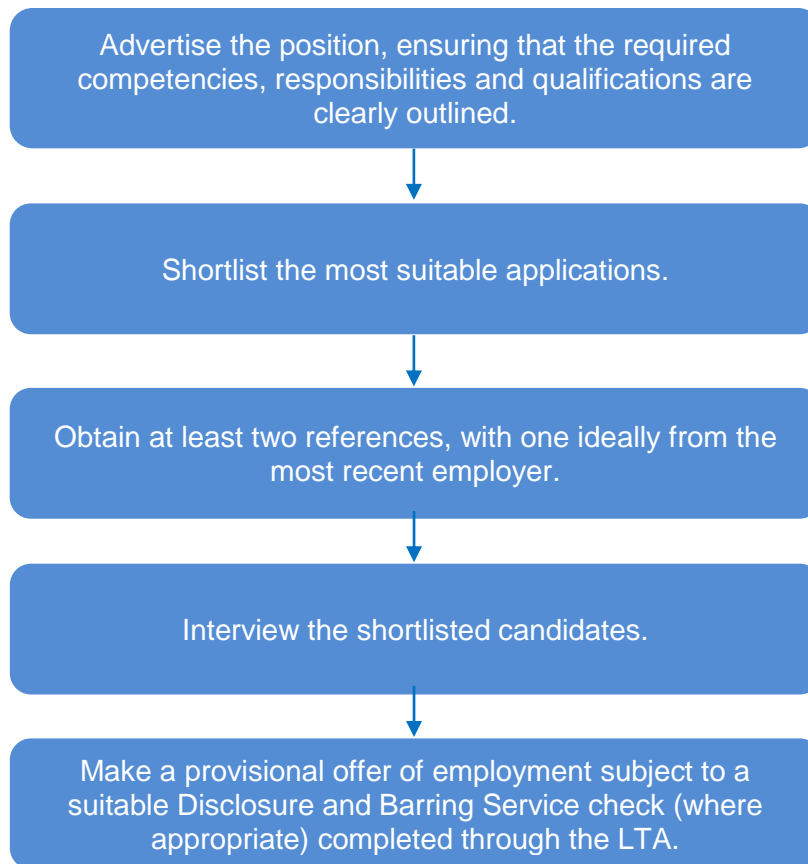 Advertise the position, ensuring that the required
competencies, responsibilities and qualifications are
clearly outlined.
Shortlist the most suitable applications.
Obtain at least two references, with one ideally from the
most recent employer.
Interview the shortlisted candidates.
Make a provisional offer of employment subject to a
suitable Disclosure and Barring Service check (where
appropriate) completed through the LTA.